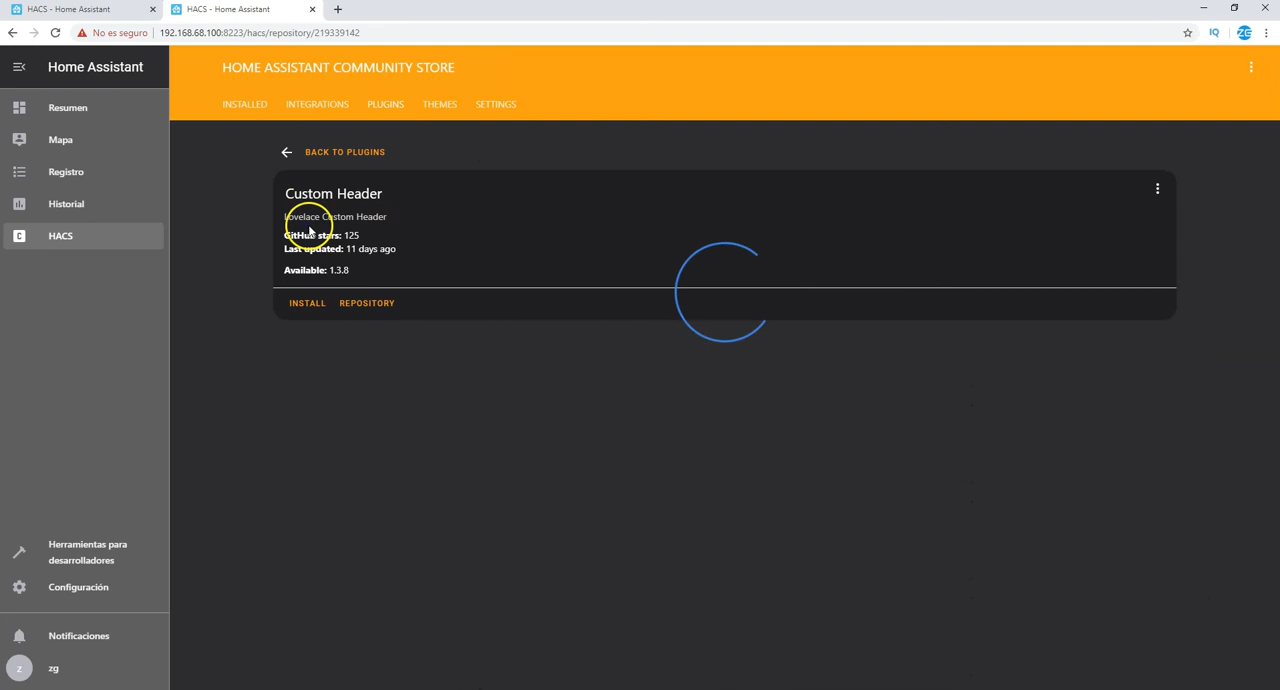 HACS - Home Assistant
HACS - Home Assistant
No es seguro 192.168.68.100:8223/hacs/repository/219339142
IQ
ZG
Home Assistant
HOME ASSISTANT COMMUNITY STORE
INSTALLED INTEGRATIONS PLUGINS THEMES SETTINGS
Resumen
Mapa
Registro
Historial
C HACS
BACK TO PLUGINS
Custom Header
Lovelace Custom Header
GitHub stars: 125
Last updated: 11 days ago
Available: 1.3.8
INSTALL REPOSITORY
Herramientas para
desarrolladores
Configuración
Notificaciones
z zg